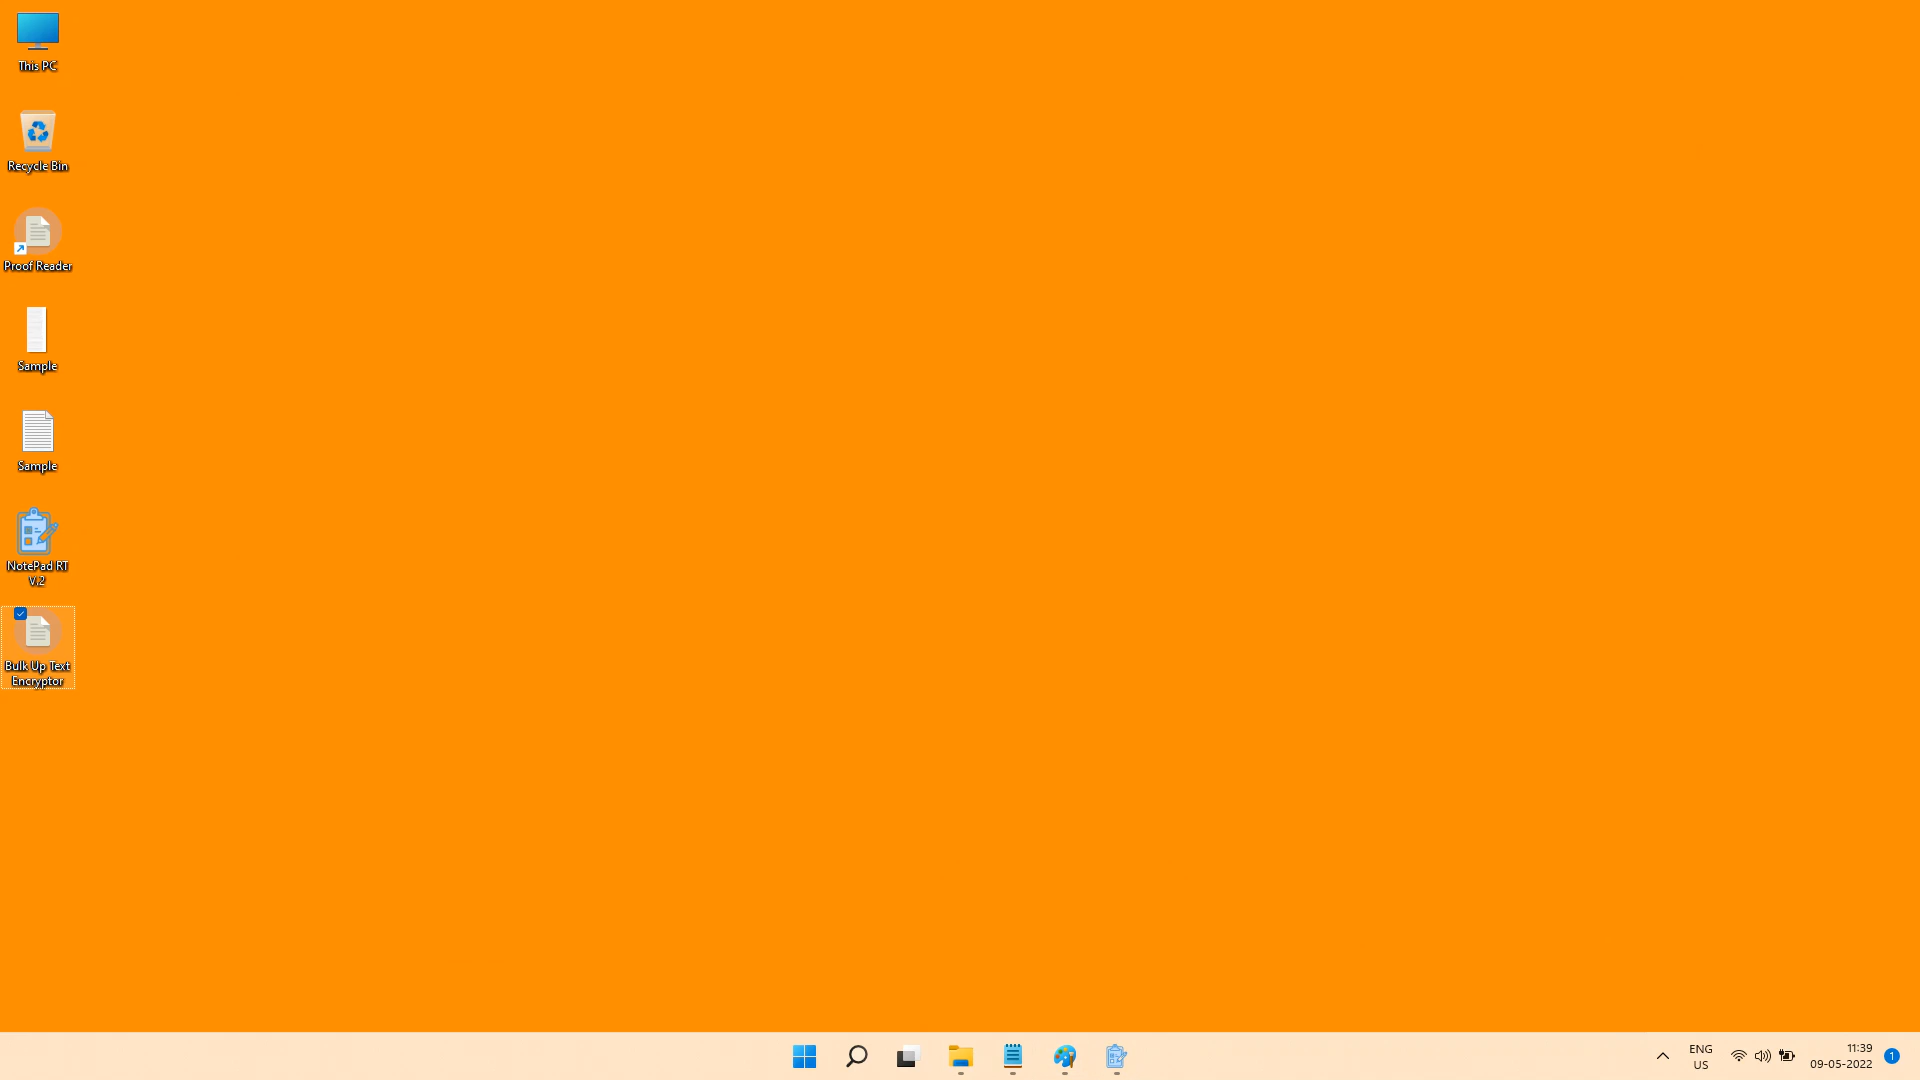 This PC
Recycle Bin
Proof Reader
Sample
Sample
NotePad RT
V.2
Bulk Up Text
Encryptor
ENG
US
11:39
09-05-2022
1